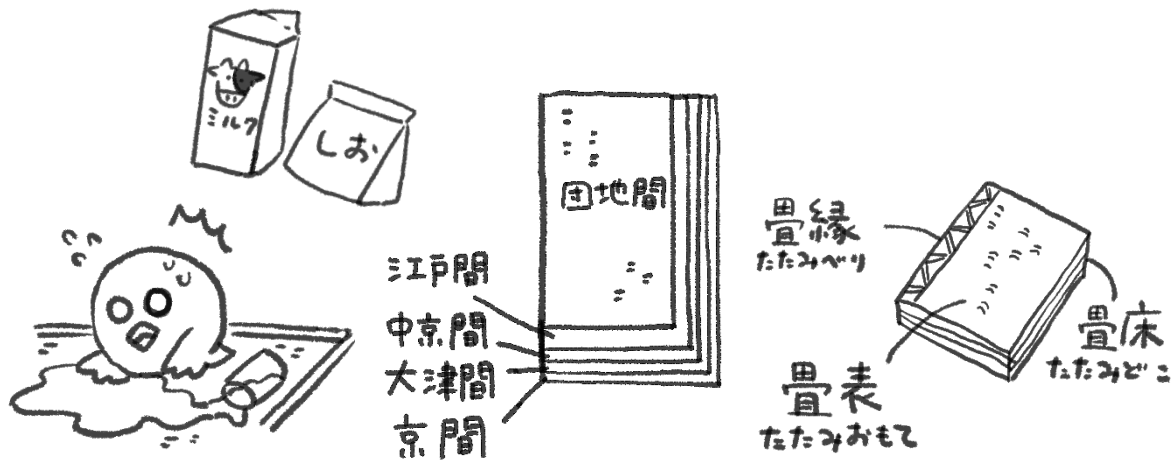 ミルク
しお
団地間
江戸間
中京間
大津間
京間
畳縁
たたみべり
畳床
たたみどこ
畳表
たたみおもて